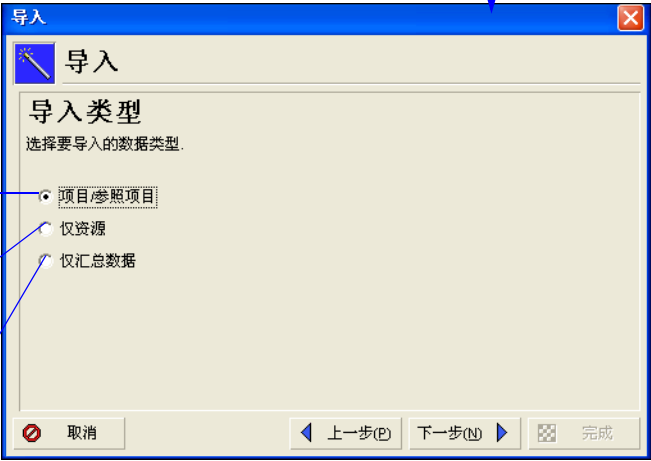 导入
导入
导入类型
选择要导入的数据类型.
项目/参照项目
仅资源
仅汇总数据
取消
上一步(P)
下一步(N)
完成